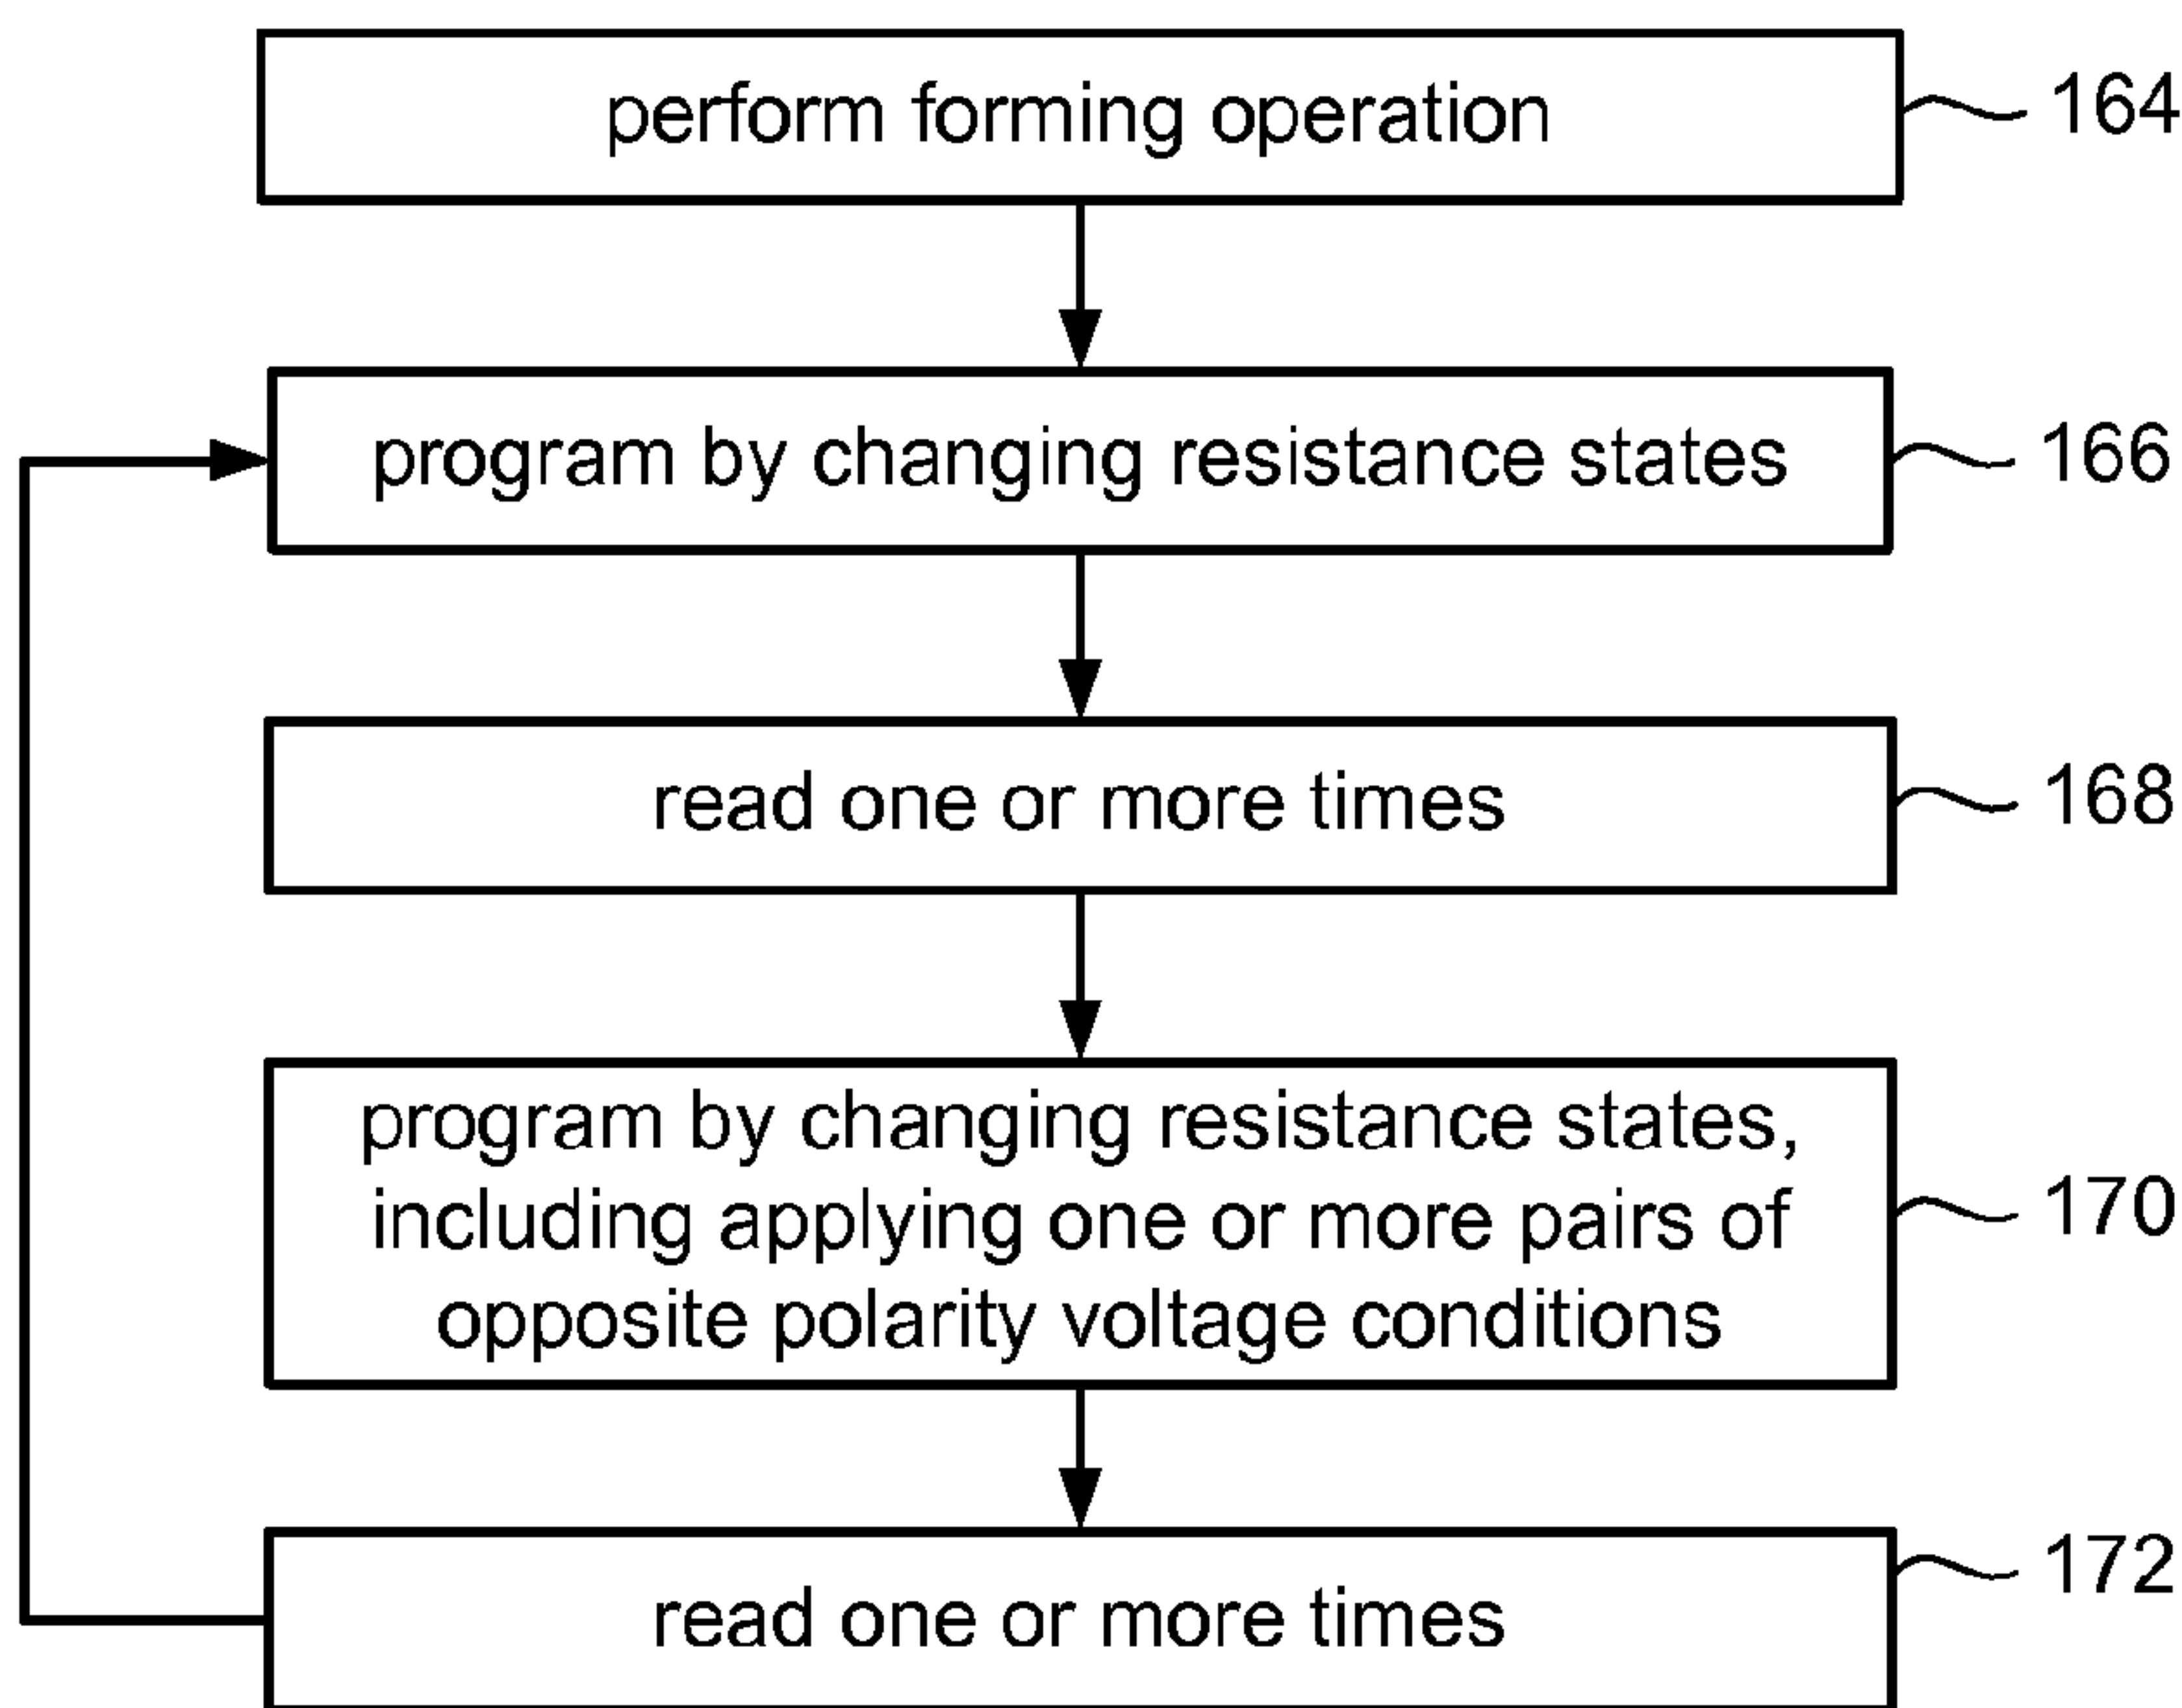 perform forming operation
164
program by changing resistance states
166
read one or more times
168
program by changing resistance states,
including applying one or more pairs of
opposite polarity voltage conditions
170
read one or more times
172